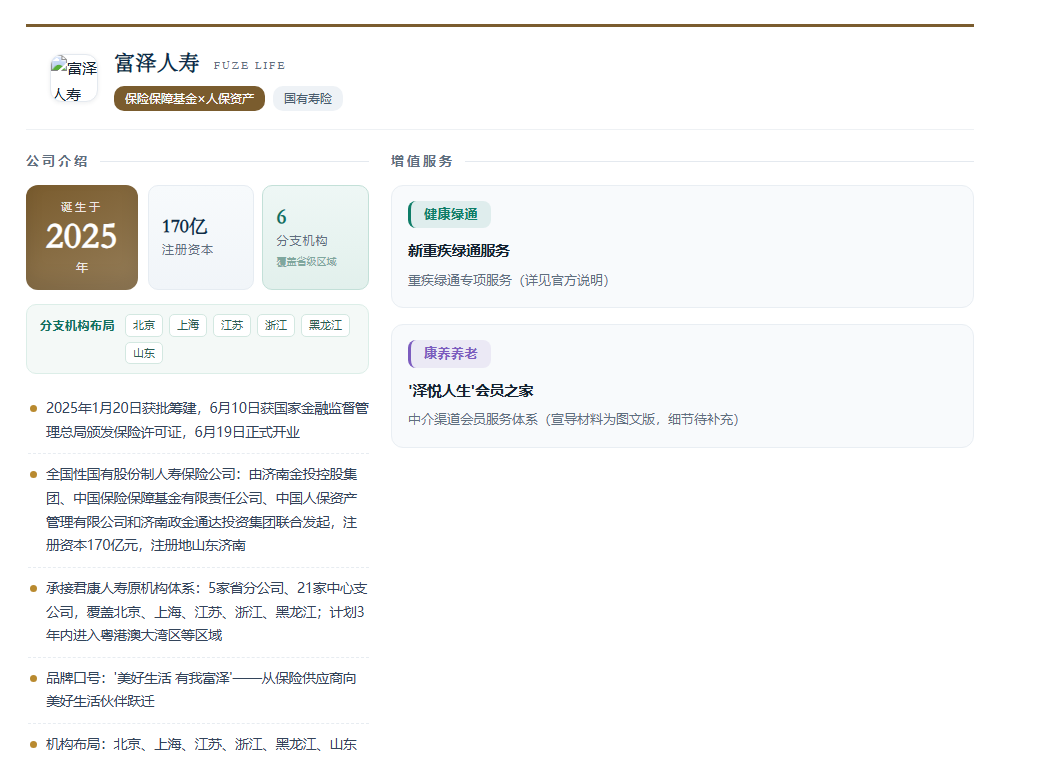 富泽
人寿
富泽人寿 FUZE LIFE
保险保障基金×人保资产 国有寿险
公司介绍
诞生于
2025
年
170亿
注册资本
6
分支机构
覆盖省级区域
分支机构布局 北京 上海 江苏 浙江 黑龙江
山东
2025年1月20日获批筹建，6月10日获国家金融监督管
理总局颁发保险许可证，6月19日正式开业
全国性国有股份制人寿保险公司：由济南金投控股集
团、中国保险保障基金有限责任公司、中国人保资产
管理有限公司和济南政金通达投资集团联合发起，注
册资本170亿元，注册地山东济南
承接君康人寿原机构体系：5家省分公司、21家中心支
公司，覆盖北京、上海、江苏、浙江、黑龙江；计划3
年内进入粤港澳大湾区等区域
品牌口号：'美好生活 有我富泽'——从保险供应商向
美好生活伙伴跃迁
机构布局：北京、上海、江苏、浙江、黑龙江、山东
增值服务
健康绿通
新重疾绿通服务
重疾绿通专项服务（详见官方说明）
康养养老
'泽悦人生'会员之家
中介渠道会员服务体系（宣导材料为图文版，细节待补充）